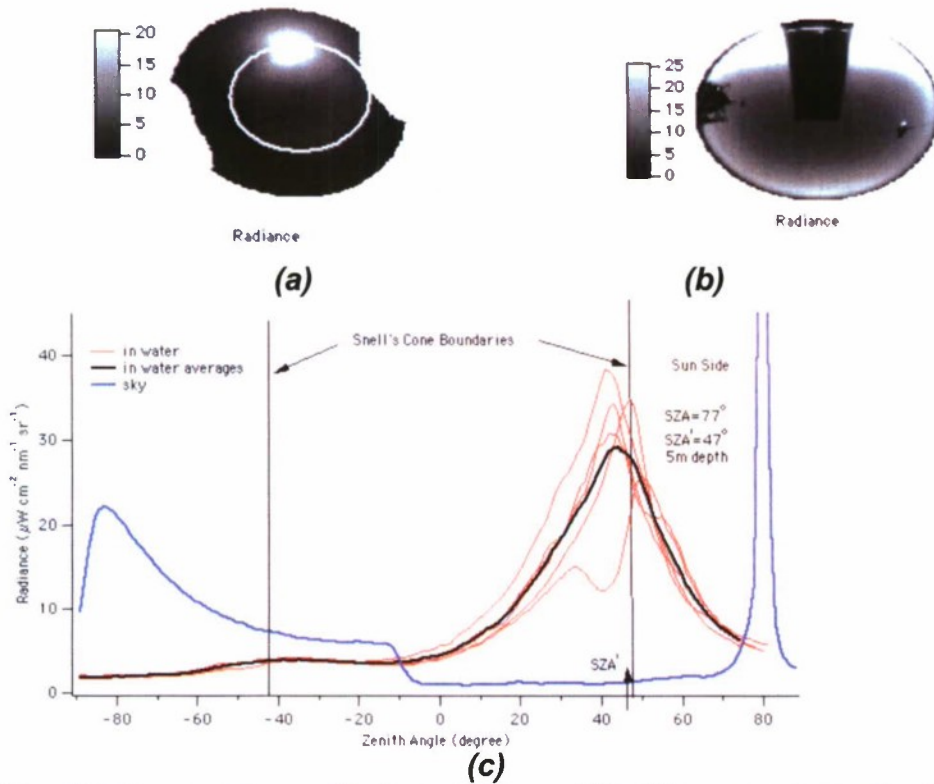 20
15
10
5
0
Radiance
(a)
25
20
15
10
5
0
Radiance
(b)
in water
in water averages
sky
Snell's Cone Boundaries
Sun Side
SZA=77°
SZA'=47°
5m depth
SZA'
Radiance (µW cm-2 nm-1 sr-1)
40
30
20
10
0
-80 -60 -40 -20 0 20 40 60 80
Zenith Angle (degree)
(c)